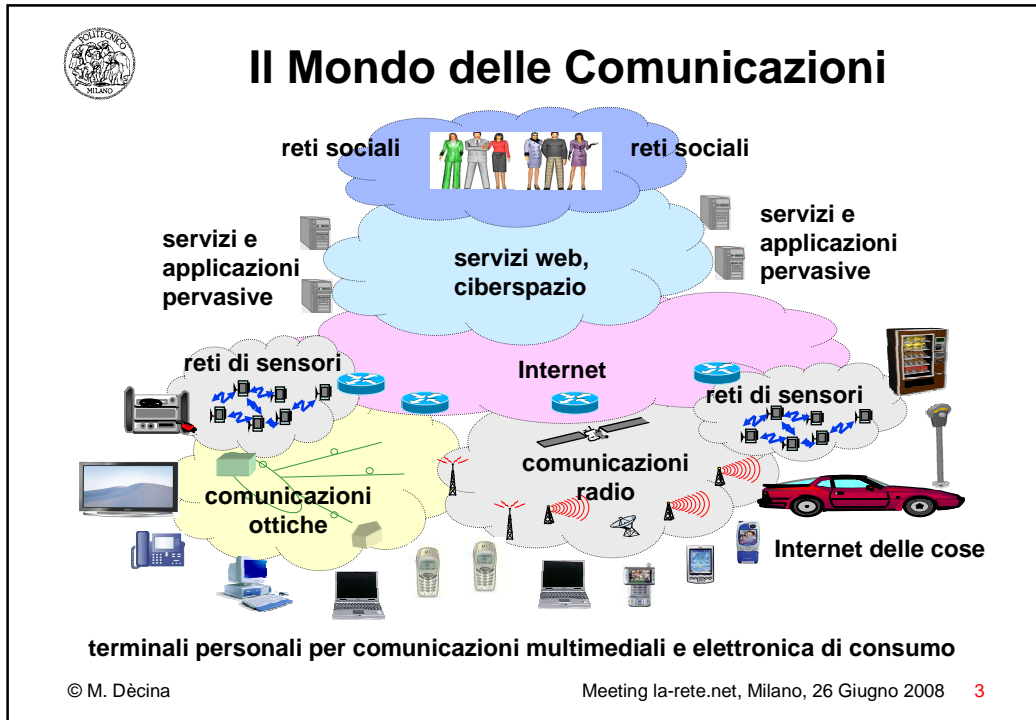 POLITECNICO
MILANO
Il Mondo delle Comunicazioni
reti sociali
reti sociali
servizi e
applicazioni
pervasive
servizi web,
ciberspazio
servizi e
applicazioni
pervasive
reti di sensori
Internet
reti di sensori
comunicazioni
ottiche
comunicazioni
radio
Internet delle cose
terminali personali per comunicazioni multimediali e elettronica di consumo
© M. Dècina
Meeting la-rete.net, Milano, 26 Giugno 2008 3